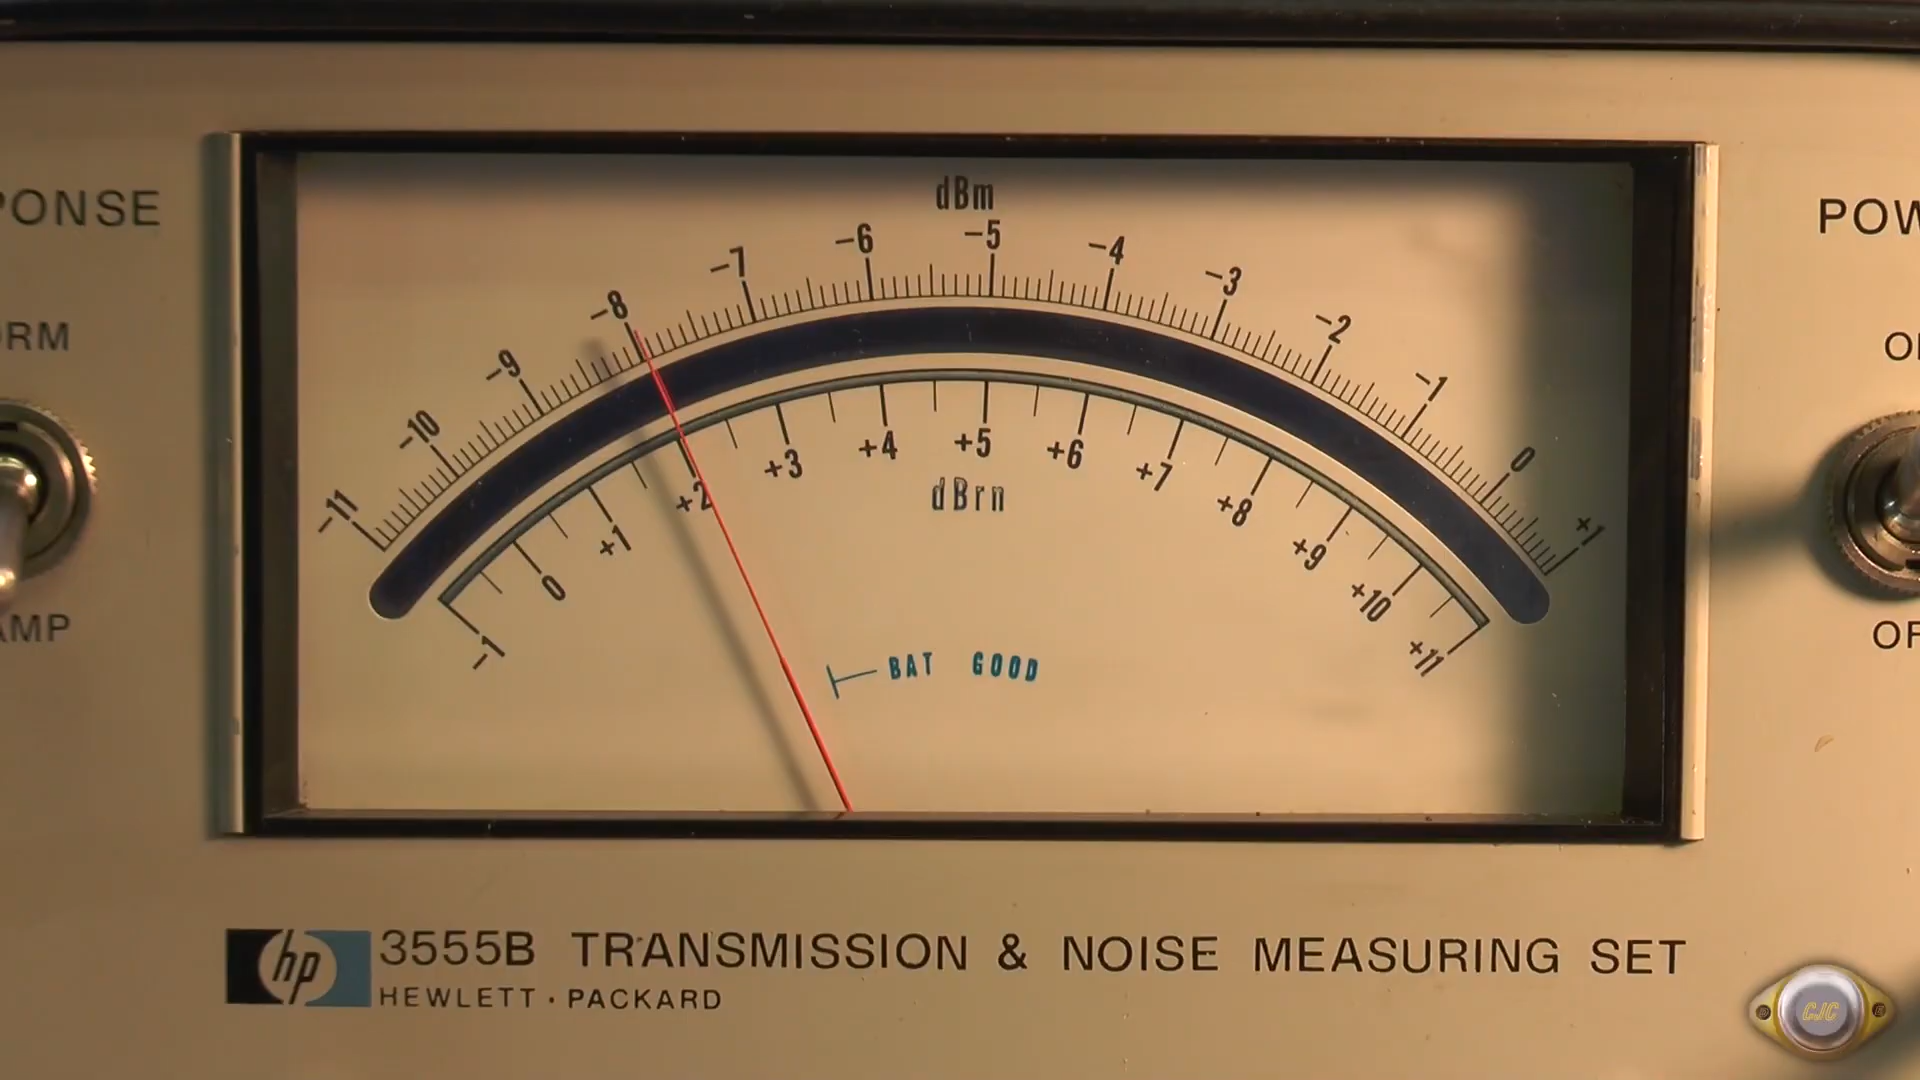 PONSE
ORM
AMP
dBm
-11 -10 -9 -8 -7 -6 -5 -4 -3 -2 -1 0 +1
-1 0 +1 +2 +3 +4 +5 +6 +7 +8 +9 +10 +11
dBrn
BAT GOOD
POW
O
OF
hp 3555B TRANSMISSION & NOISE MEASURING SET
HEWLETT · PACKARD
CJC